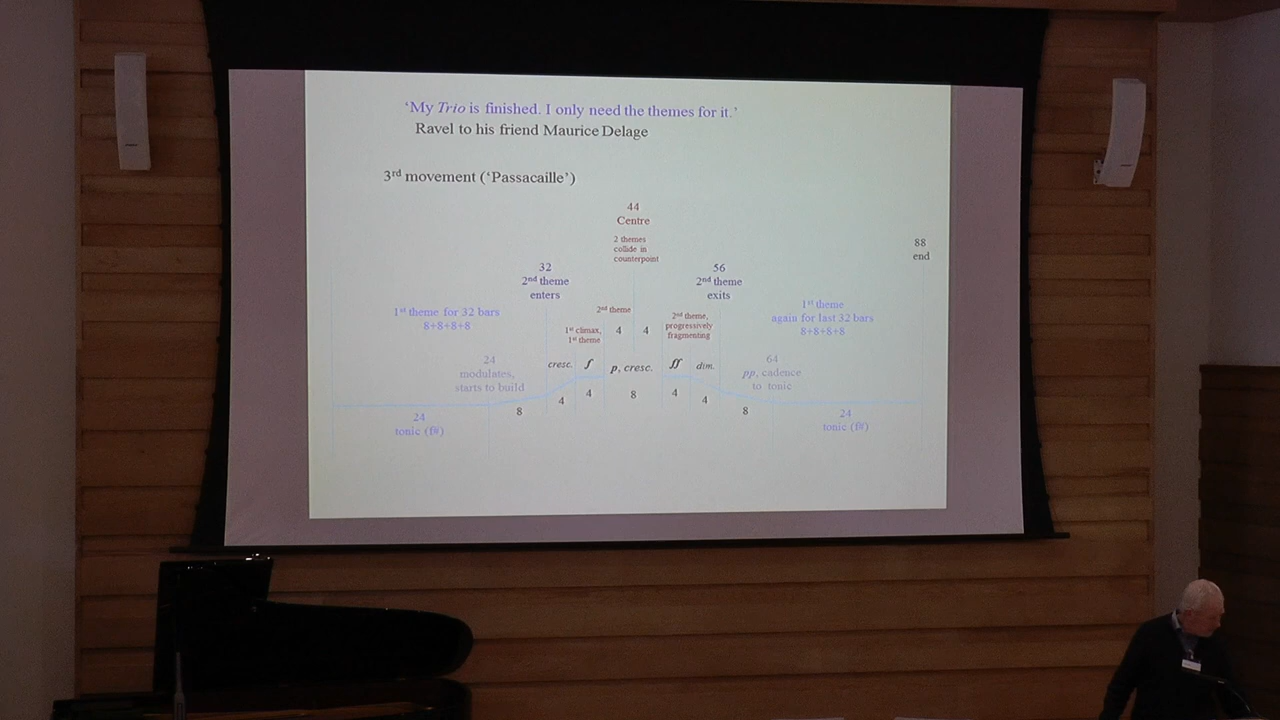 ‘My Trio is finished. I only need the themes for it.’
Ravel to his friend Maurice Delage
3rd movement (‘Passacaille’)
44
Centre
2 themes
collide in
counterpoint
88
end
32
2nd theme
enters
56
2nd theme
exits
1st theme for 32 bars
8+8+8+8
2nd theme
1st climax,
1st theme
4 4
2nd theme,
progressively
fragmenting
1st theme
again for last 32 bars
8+8+8+8
24
modulates,
starts to build
cresc. f p, cresc. ff dim.
64
pp, cadence
to tonic
24
tonic (f#)
8 4 4 8 4 4 8
24
tonic (f#)